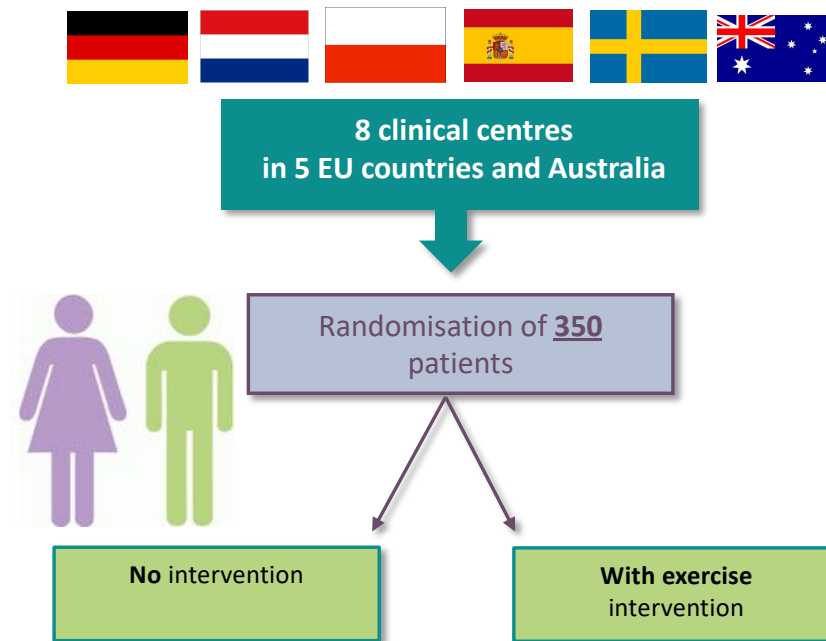 8 clinical centres
in 5 EU countries and Australia
Randomisation of 350
patients
No intervention
With exercise
intervention